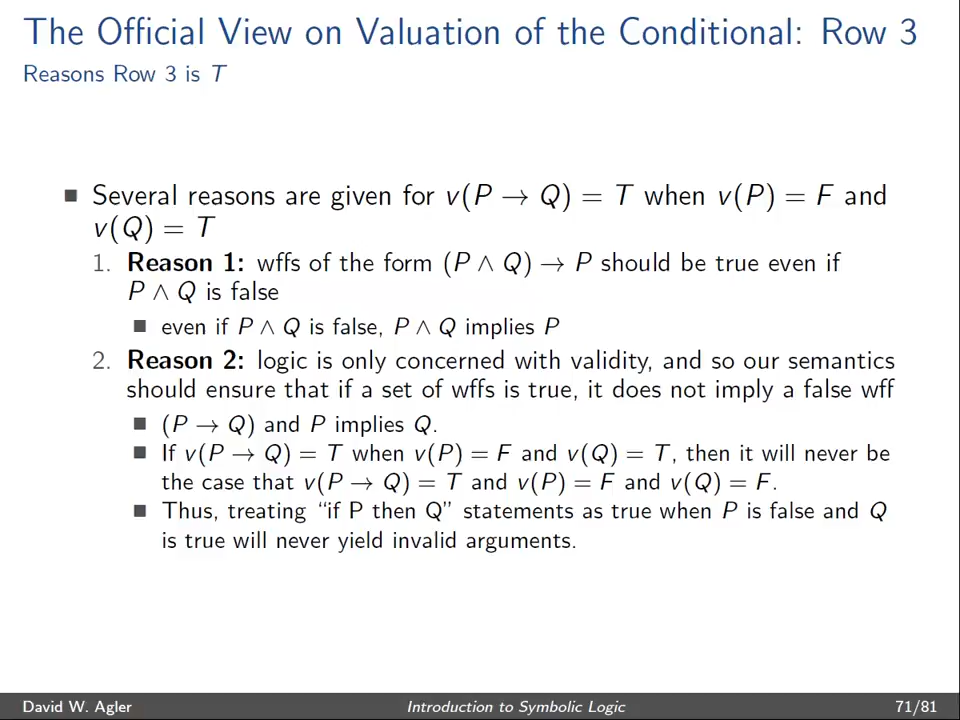 The Official View on Valuation of the Conditional: Row 3
Reasons Row 3 is T
Several reasons are given for v(P → Q) = T when v(P) = F and
v(Q) = T
1. Reason 1: wffs of the form (P ∧ Q) → P should be true even if
P ∧ Q is false
even if P ∧ Q is false, P ∧ Q implies P
2. Reason 2: logic is only concerned with validity, and so our semantics
should ensure that if a set of wffs is true, it does not imply a false wff
(P → Q) and P implies Q.
If v(P → Q) = T when v(P) = F and v(Q) = T, then it will never be
the case that v(P → Q) = T and v(P) = F and v(Q) = F.
Thus, treating “if P then Q” statements as true when P is false and Q
is true will never yield invalid arguments.
David W. Agler
Introduction to Symbolic Logic
71/81